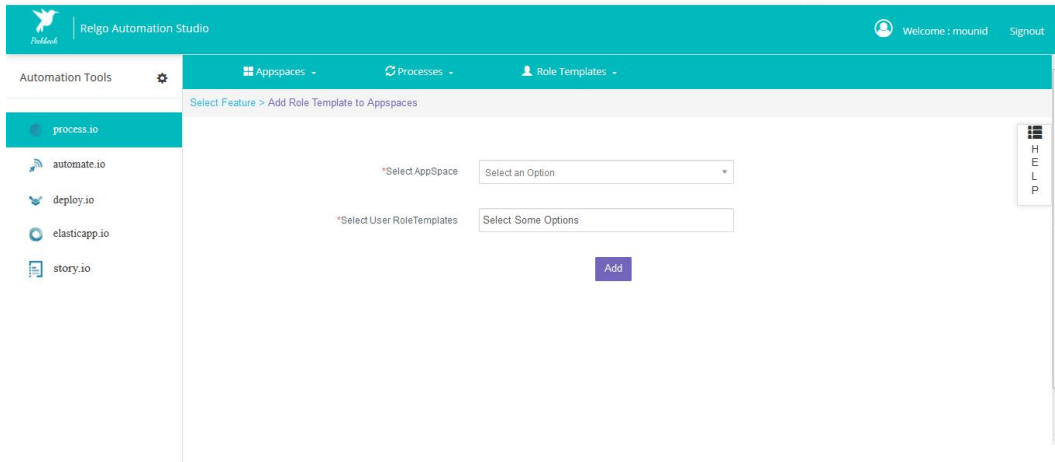 Relgo Automation Studio
Welcome : mounid
Signout
Automation Tools
Appspaces
Processes
Role Templates
Select Feature > Add Role Template to Appspaces
process.io
automate.io
deploy.io
elasticapp.io
story.io
*Select AppSpace
Select an Option
*Select User RoleTemplates
Select Some Options
Add
H
E
L
P